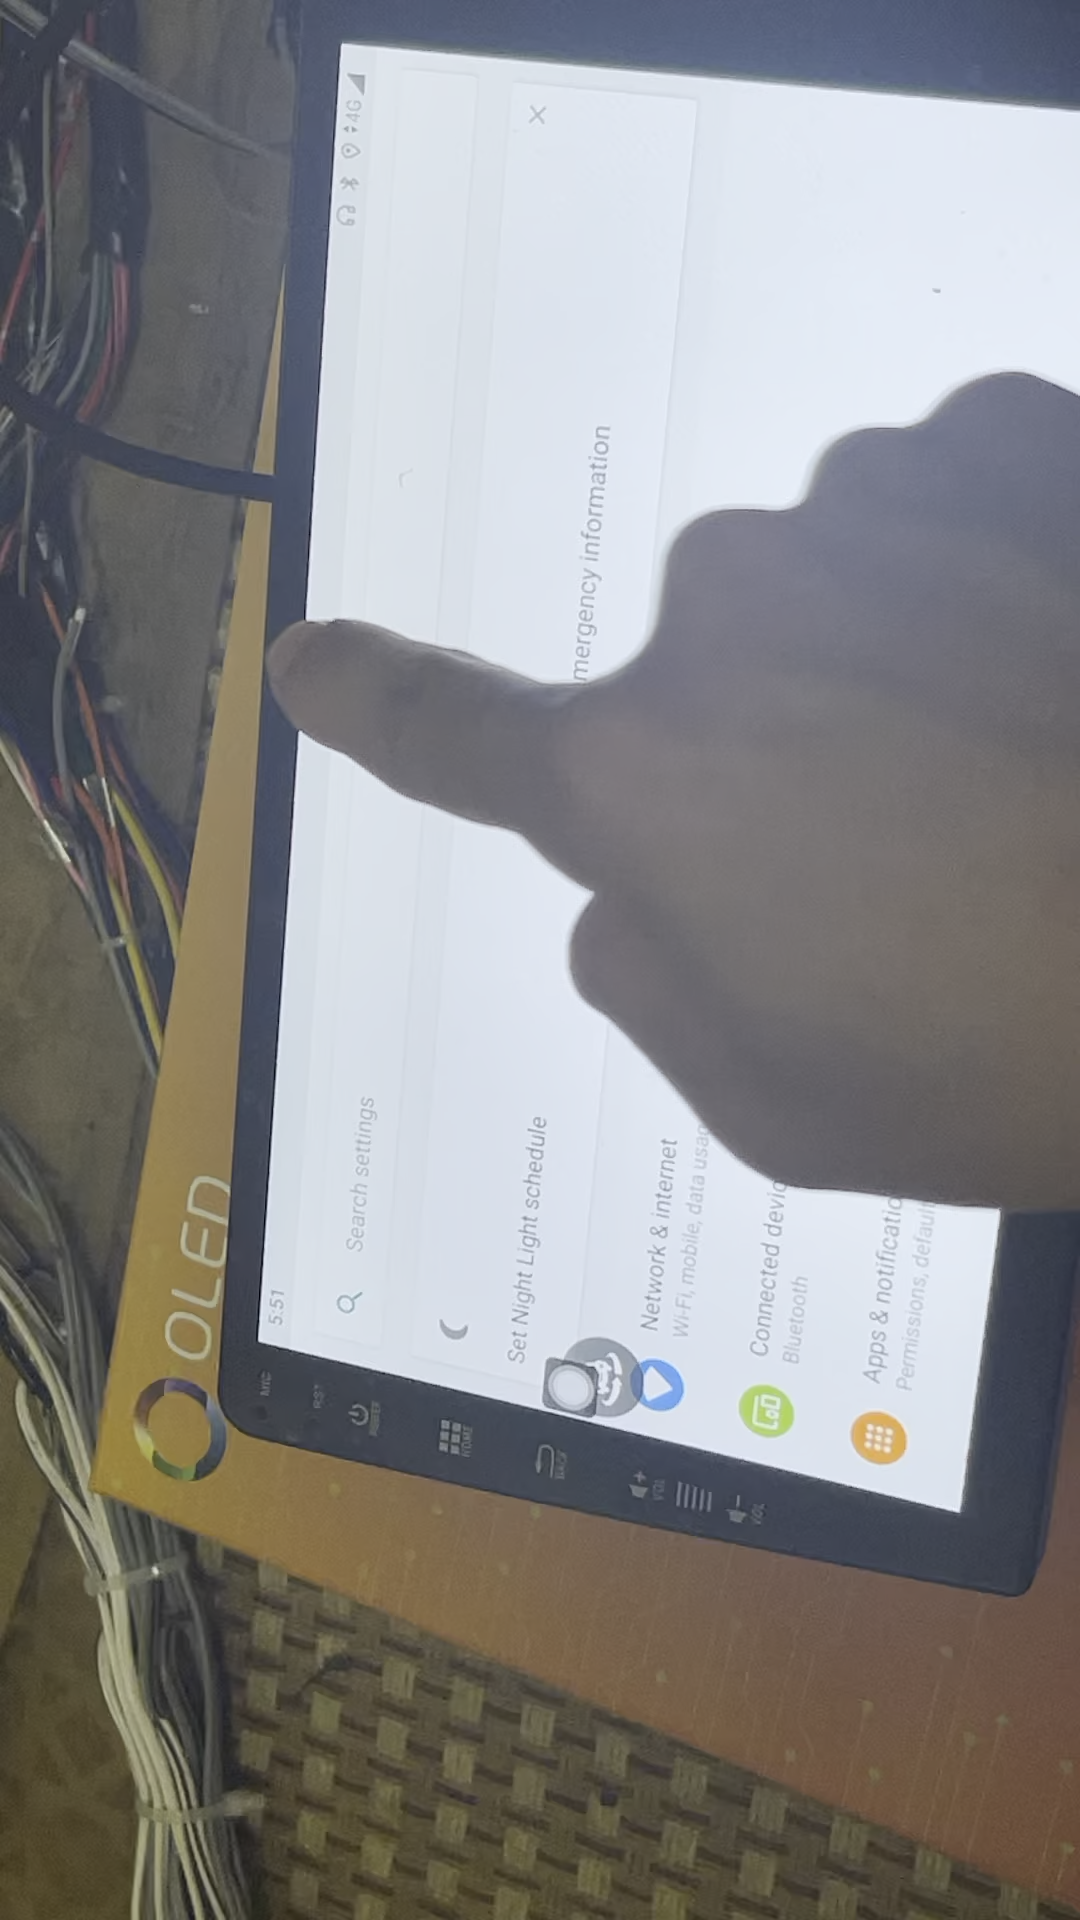 OLED
MIC
RST
POWER
HOME
BACK
VOL
VOL
5:51
4G
Search settings
Set Night Light schedule
mergency information
Network & internet
Wi-Fi, mobile, data usag
Connected devic
Bluetooth
Apps & notificatio
Permissions, default